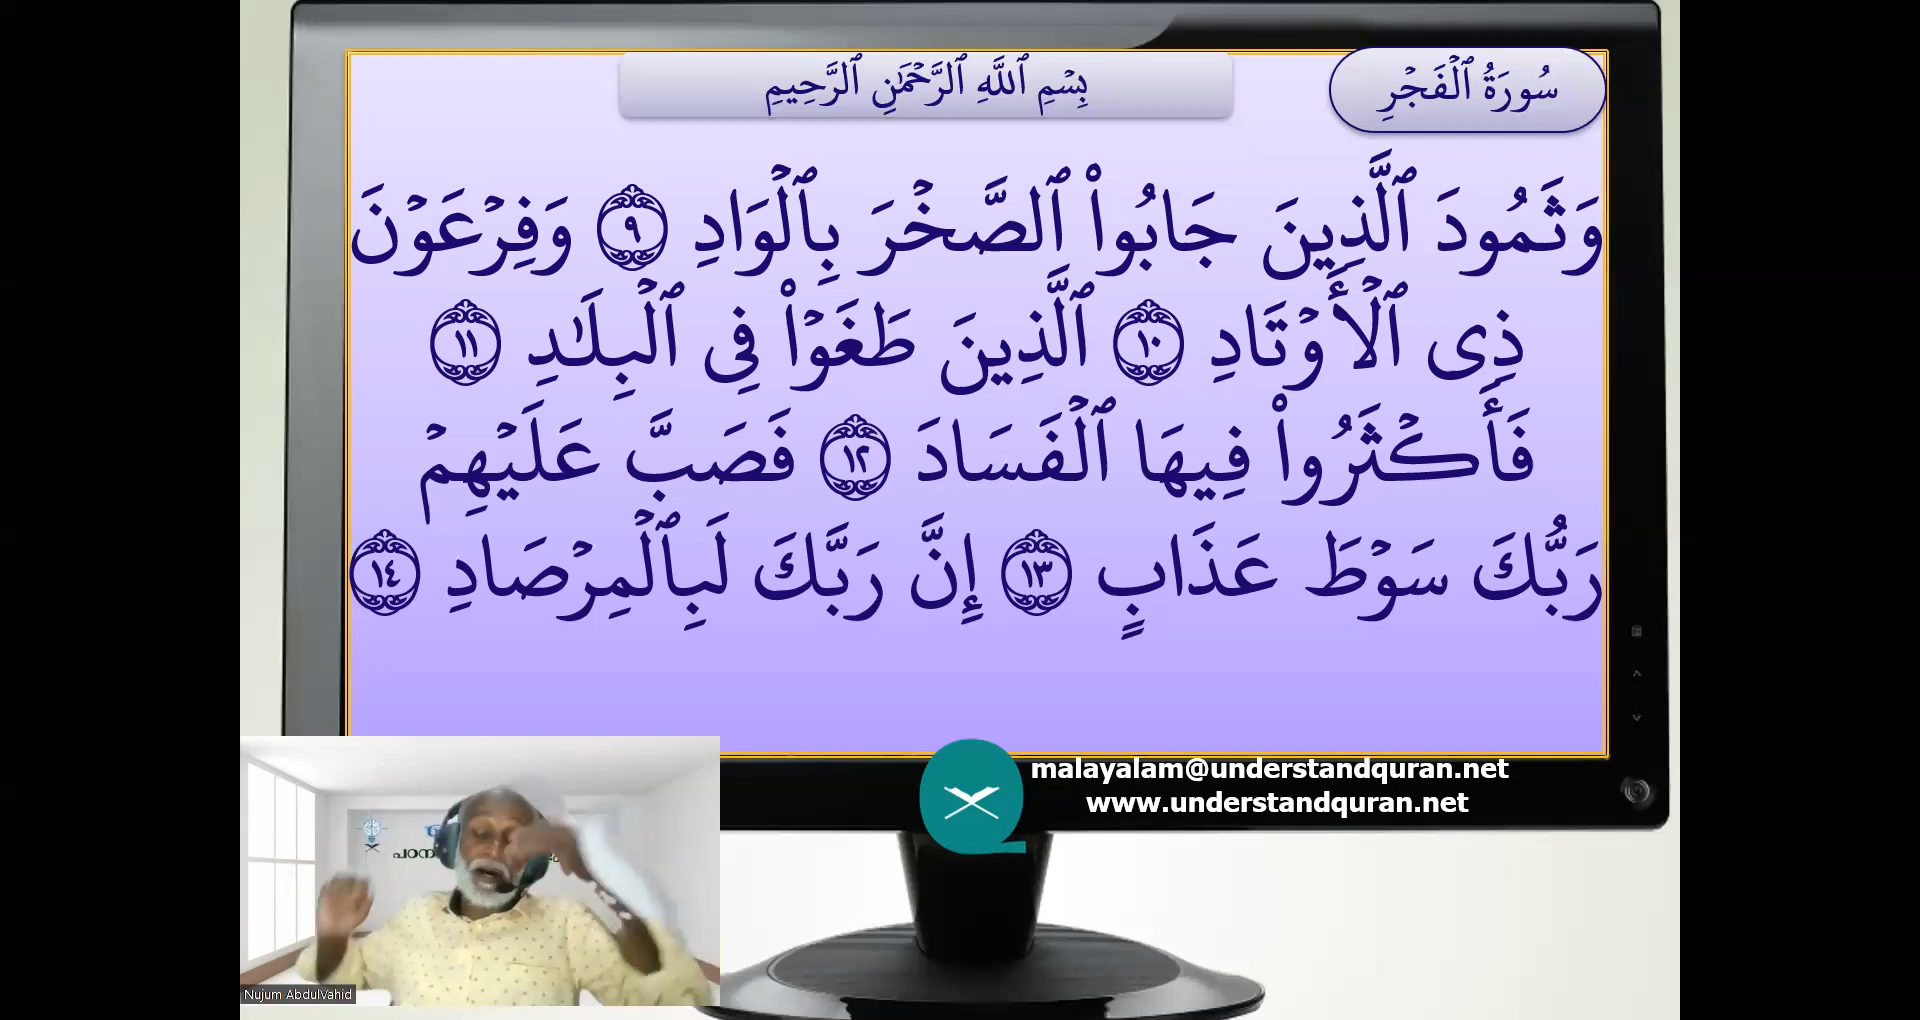 سُورَةُ ٱلْفَجْرِ
بِسْمِ ٱللَّهِ ٱلرَّحْمَٰنِ ٱلرَّحِيمِ
وَثَمُودَ ٱلَّذِينَ جَابُوا۟ ٱلصَّخْرَ بِٱلْوَادِ ٩ وَفِرْعَوْنَ
ذِى ٱلْأَوْتَادِ ١٠ ٱلَّذِينَ طَغَوْا۟ فِى ٱلْبِلَـٰدِ ١١
فَأَكْثَرُوا۟ فِيهَا ٱلْفَسَادَ ١٢ فَصَبَّ عَلَيْهِمْ
رَبُّكَ سَوْطَ عَذَابٍ ١٣ إِنَّ رَبَّكَ لَبِٱلْمِرْصَادِ ١٤
malayalam@understandquran.net
www.understandquran.net
Nujum AbdulVahid